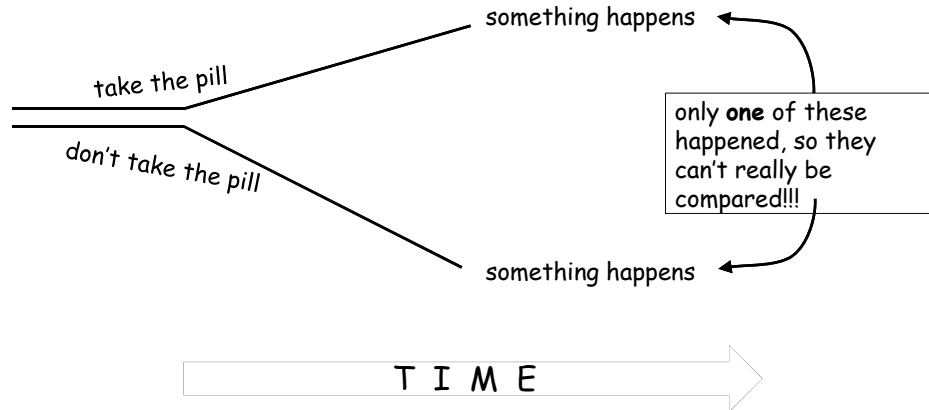 something happens
take the pill
only one of these
happened, so they
can't really be
compared!!!
don't take the pill
something happens
T I M E